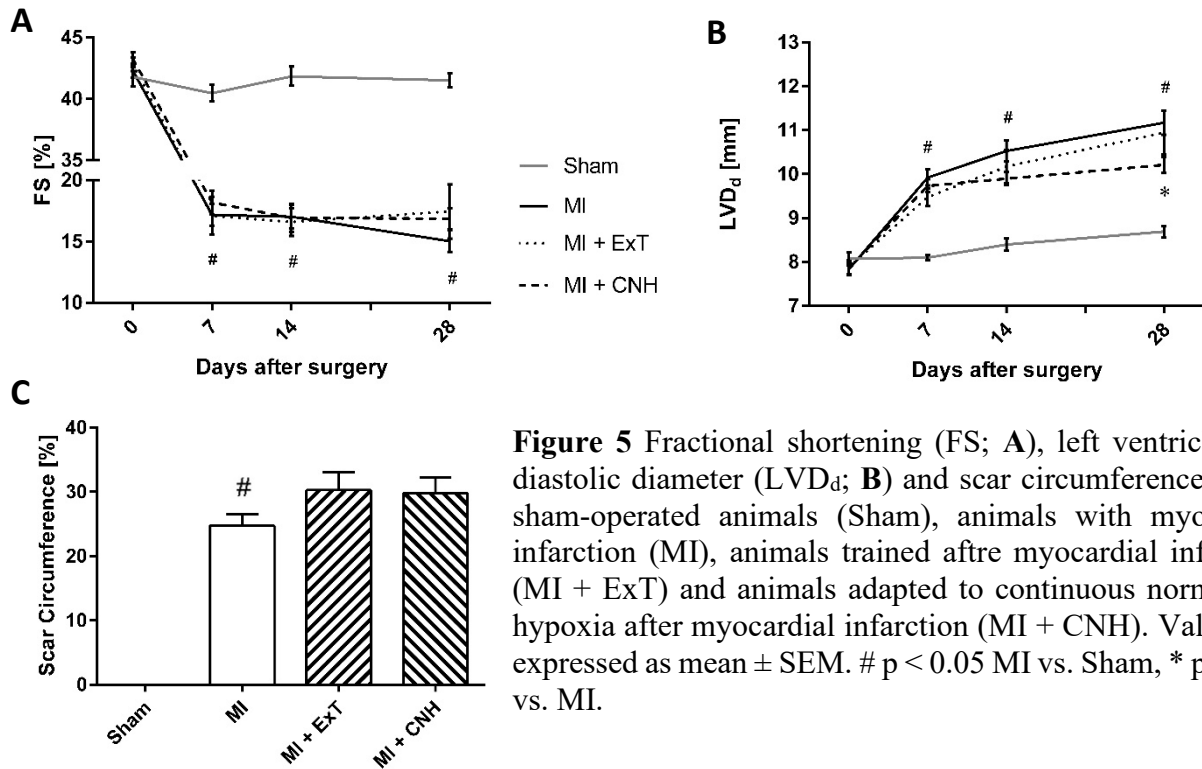 A
45
40
35
20
15
10
FS [%]
# # #
0 7 14 28
Days after surgery
Sham
MI
MI + ExT
MI + CNH
B
12
11
10
9
8
7
LVDd [mm]
# # #
*
0 7 14 28
Days after surgery
C
40
30
20
10
0
Scar Circumference [%]
#
Sham MI MI + ExT MI + CNH
Figure 5 Fractional shortening (FS; A), left ventric
diastolic diameter (LVDd; B) and scar circumference
sham-operated animals (Sham), animals with myo
infarction (MI), animals trained aftre myocardial inf
(MI + ExT) and animals adapted to continuous norm
hypoxia after myocardial infarction (MI + CNH). Val
expressed as mean ± SEM. # p < 0.05 MI vs. Sham, * p
vs. MI.